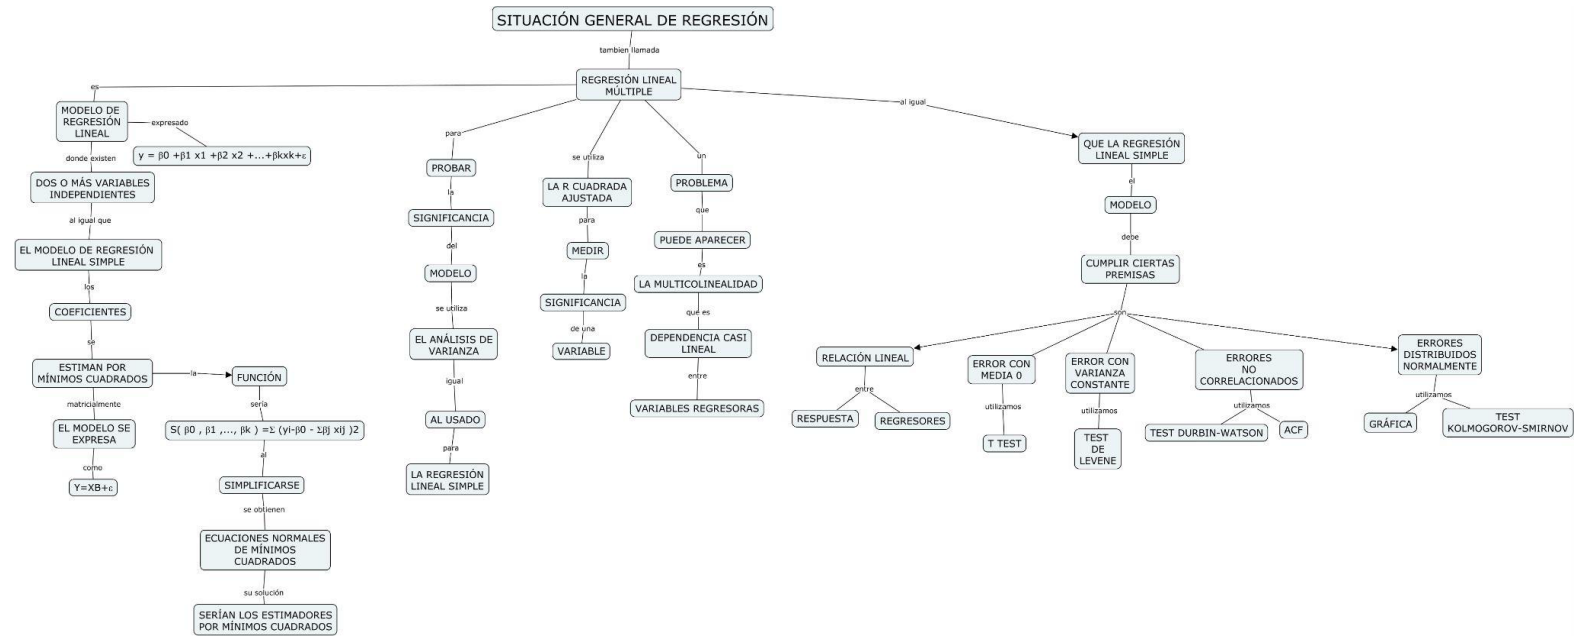 SITUACIÓN GENERAL DE REGRESIÓN
tambien llamada
REGRESIÓN LINEAL
MÚLTIPLE
es
MODELO DE
REGRESIÓN
LINEAL
expresado
y = β0 +β1 x1 +β2 x2 +...+βkxk+ε
donde existen
DOS O MÁS VARIABLES
INDEPENDIENTES
al igual que
EL MODELO DE REGRESIÓN
LINEAL SIMPLE
los
COEFICIENTES
se
ESTIMAN POR
MÍNIMOS CUADRADOS
matricialmente
EL MODELO SE
EXPRESA
como
Y=XB+ε
la
FUNCIÓN
sería
S( β0 , β1 ,..., βk ) =Σ (yi-β0 - Σβj xij )2
al
SIMPLIFICARSE
se obtienen
ECUACIONES NORMALES
DE MÍNIMOS
CUADRADOS
su solución
SERÍAN LOS ESTIMADORES
POR MÍNIMOS CUADRADOS
para
PROBAR
la
SIGNIFICANCIA
del
MODELO
se utiliza
EL ANÁLISIS DE
VARIANZA
igual
AL USADO
para
LA REGRESIÓN
LINEAL SIMPLE
se utiliza
LA R CUADRADA
AJUSTADA
para
MEDIR
la
SIGNIFICANCIA
de una
VARIABLE
un
PROBLEMA
que
PUEDE APARECER
es
LA MULTICOLINEALIDAD
que es
DEPENDENCIA CASI
LINEAL
entre
VARIABLES REGRESORAS
al igual
QUE LA REGRESIÓN
LINEAL SIMPLE
el
MODELO
debe
CUMPLIR CIERTAS
PREMISAS
son
RELACIÓN LINEAL
entre
RESPUESTA
REGRESORES
ERROR CON
MEDIA 0
utilizamos
T TEST
ERROR CON
VARIANZA
CONSTANTE
utilizamos
TEST
DE
LEVENE
ERRORES
NO
CORRELACIONADOS
utilizamos
TEST DURBIN-WATSON
ACF
ERRORES
DISTRIBUIDOS
NORMALMENTE
utilizamos
GRÁFICA
TEST
KOLMOGOROV-SMIRNOV